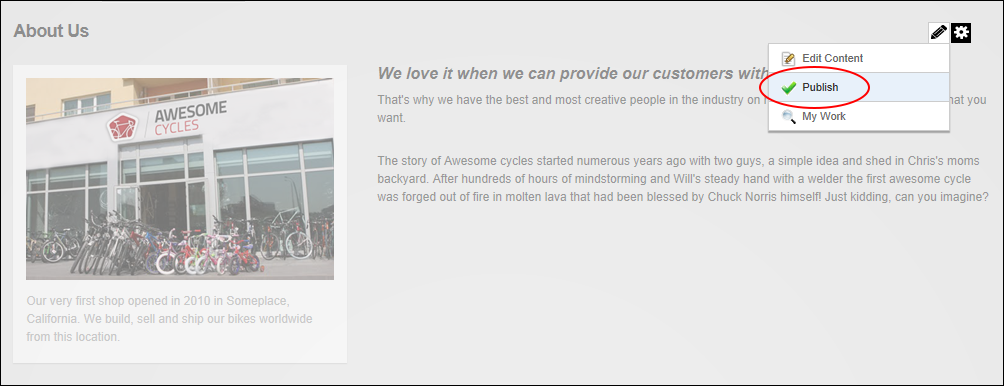 About Us
Edit Content
Publish
My Work
AWESOME
CYCLES
Our very first shop opened in 2010 in Someplace,
California. We build, sell and ship our bikes worldwide
from this location.
We love it when we can provide our customers with
That's why we have the best and most creative people in the industry on hat you
want.
The story of Awesome cycles started numerous years ago with two guys, a simple idea and shed in Chris's moms
backyard. After hundreds of hours of mindstorming and Will's steady hand with a welder the first awesome cycle
was forged out of fire in molten lava that had been blessed by Chuck Norris himself! Just kidding, can you imagine?